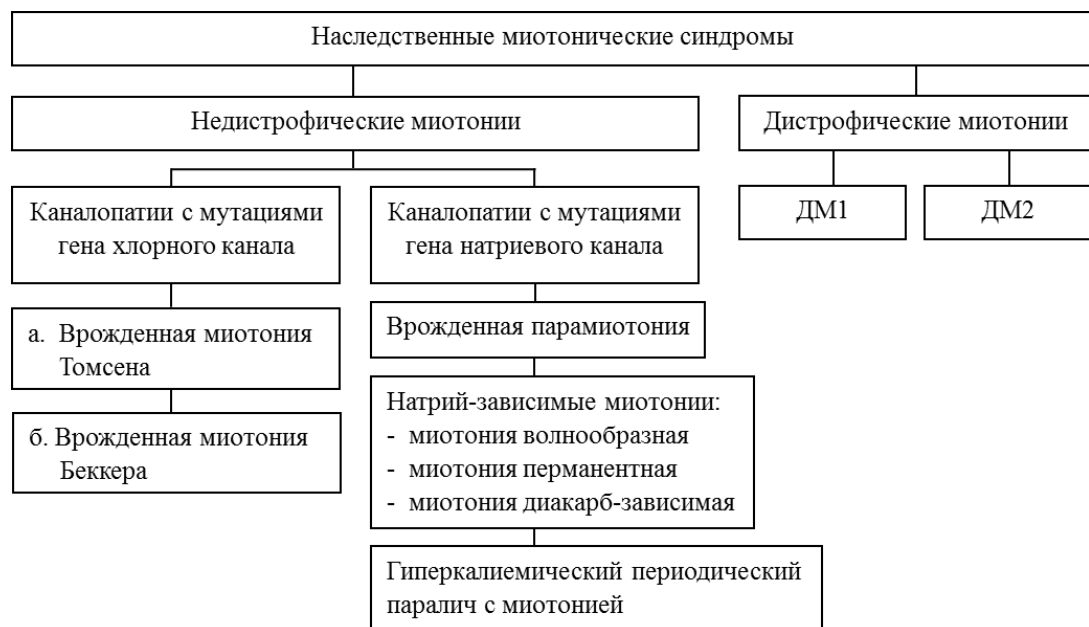 Наследственные миотонические синдромы
Недистрофические миотонии
Дистрофические миотонии
Каналопатии с мутациями
гена хлорного канала
Каналопатии с мутациями
гена натриевого канала
ДМ1
ДМ2
а. Врожденная миотония
Томсена
б. Врожденная миотония
Беккера
Врожденная парамиотония
Натрий-зависимые миотонии:
- миотония волнообразная
- миотония перманентная
- миотония диакарб-зависимая
Гиперкалиемический периодический
паралич с миотонией